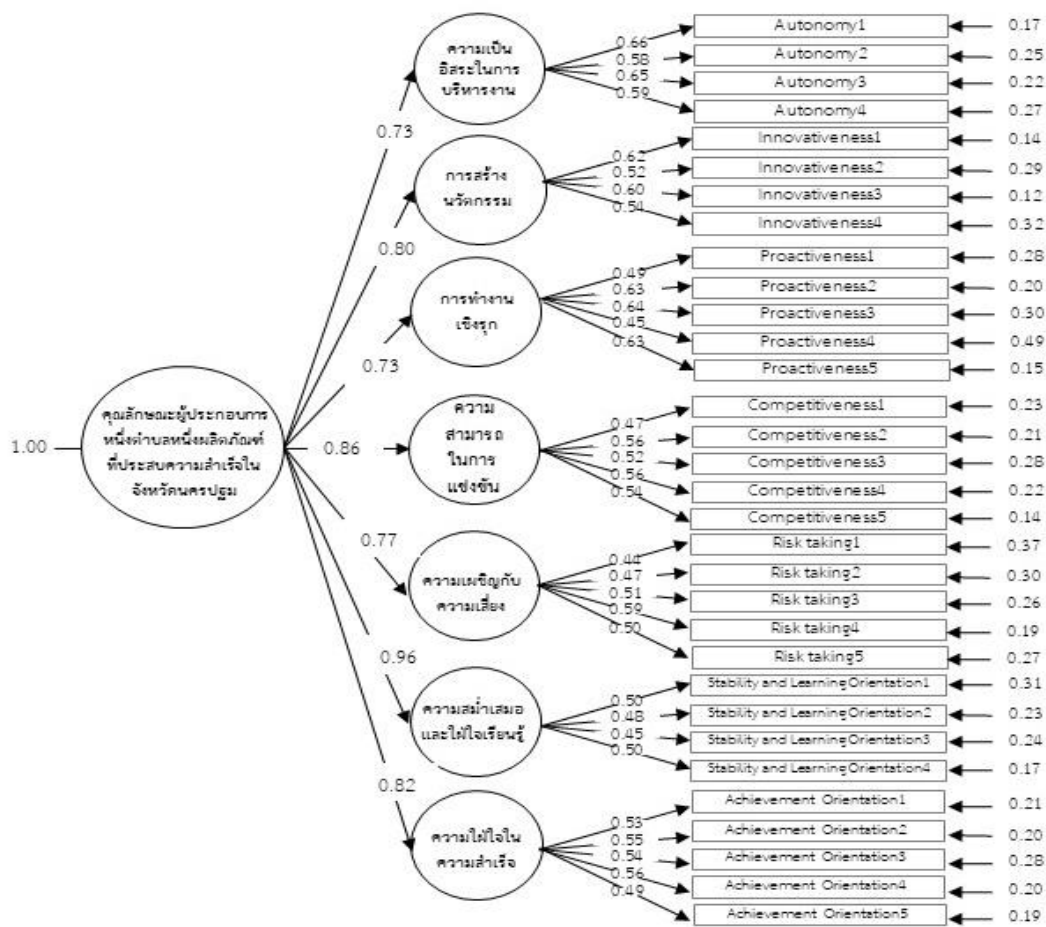 Autonomy1
0.17
0.66
ความเป็น
อิสระในการ
บริหารงาน
0.58
Autonomy2
0.25
0.65
Autonomy3
0.22
0.59
Autonomy4
0.27
0.73
Innovativeness1
0.14
0.62
การสร้าง
นวัตกรรม
0.52
Innovativeness2
0.29
0.60
Innovativeness3
0.12
0.54
Innovativeness4
0.32
0.80
Proactiveness1
0.28
0.49
การทำงาน
เชิงรุก
0.63
Proactiveness2
0.20
0.64
Proactiveness3
0.30
0.45
Proactiveness4
0.49
0.63
Proactiveness5
0.15
0.73
1.00
คุณลักษณะผู้ประกอบการ
หนึ่งตำบลหนึ่งผลิตภัณฑ์
ที่ประสบความสำเร็จใน
จังหวัดนครปฐม
0.86
ความ
สามารถ
ในการ
แข่งขัน
0.47
Competitiveness1
0.23
0.56
Competitiveness2
0.21
0.52
Competitiveness3
0.28
0.56
Competitiveness4
0.22
0.54
Competitiveness5
0.14
0.77
ความเผชิญกับ
ความเสี่ยง
0.44
Risk taking1
0.37
0.47
Risk taking2
0.30
0.51
Risk taking3
0.26
0.59
Risk taking4
0.19
0.50
Risk taking5
0.27
0.96
ความสม่ำเสมอ
และใฝ่ใจเรียนรู้
0.50
Stability and Learning Orientation1
0.31
0.48
Stability and Learning Orientation2
0.23
0.45
Stability and Learning Orientation3
0.24
0.50
Stability and Learning Orientation4
0.17
0.82
ความใฝ่ใจใน
ความสำเร็จ
0.53
Achievement Orientation1
0.21
0.55
Achievement Orientation2
0.20
0.54
Achievement Orientation3
0.28
0.56
Achievement Orientation4
0.20
0.49
Achievement Orientation5
0.19